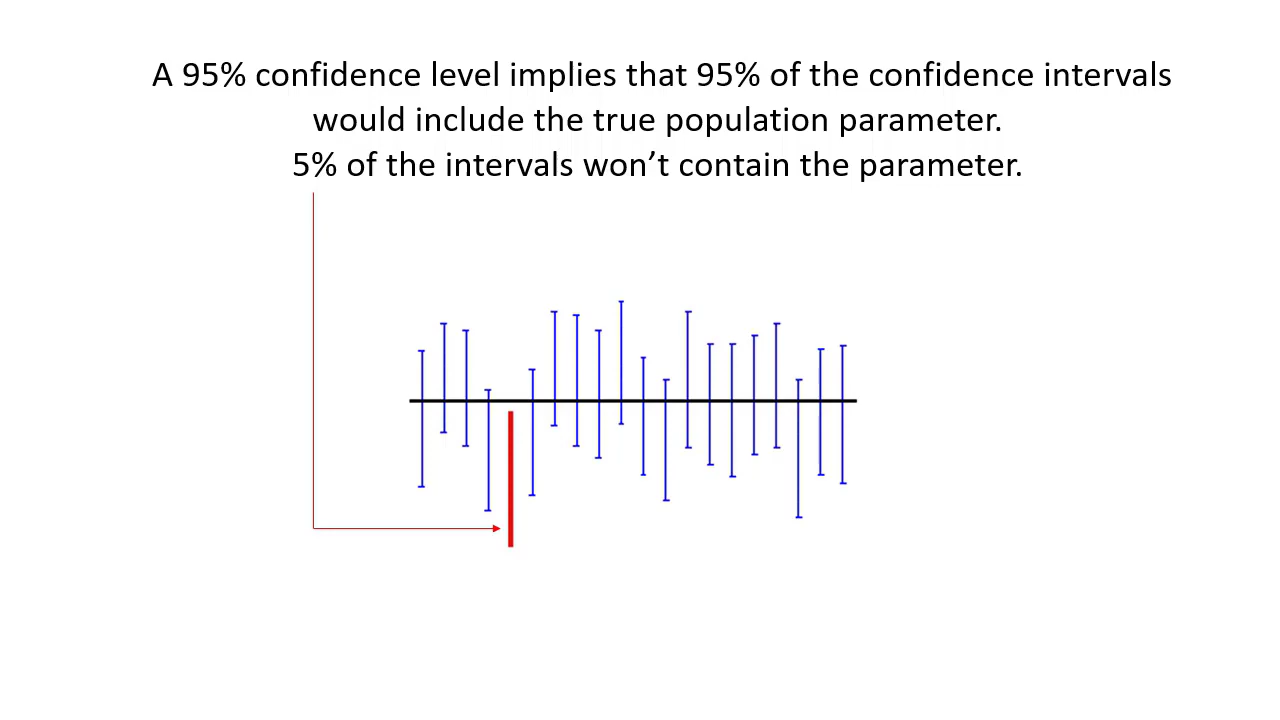 A 95% confidence level implies that 95% of the confidence intervals
would include the true population parameter.
5% of the intervals won’t contain the parameter.